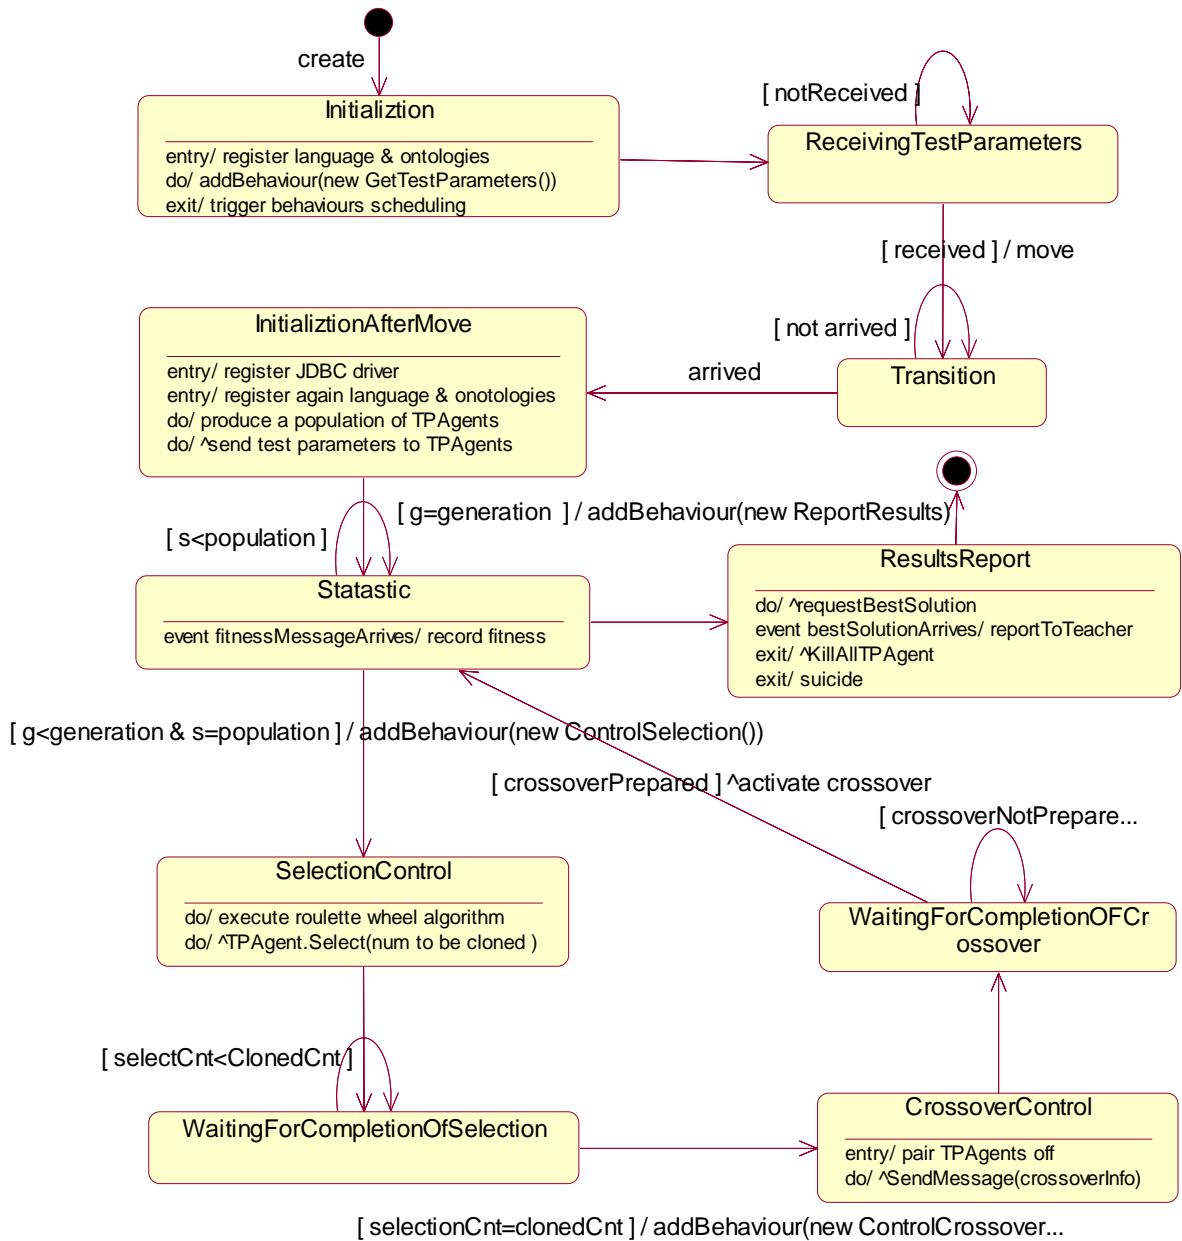 create
Initializtion
entry/ register language & ontologies
do/ addBehaviour(new GetTestParameters())
exit/ trigger behaviours scheduling
[ notReceived ]
ReceivingTestParameters
[ received ] / move
[ not arrived ]
Transition
arrived
InitializtionAfterMove
entry/ register JDBC driver
entry/ register again language & onotologies
do/ produce a population of TPAgents
do/ ^send test parameters to TPAgents
[ g=generation ] / addBehaviour(new ReportResults)
[ s<population ]
Statastic
event fitnessMessageArrives/ record fitness
ResultsReport
do/ ^requestBestSolution
event bestSolutionArrives/ reportToTeacher
exit/ ^KillAllTPAgent
exit/ suicide
[ g<generation & s=population ] / addBehaviour(new ControlSelection())
[ crossoverPrepared ] ^activate crossover
[ crossoverNotPrepare...
SelectionControl
do/ execute roulette wheel algorithm
do/ ^TPAgent.Select(num to be cloned )
WaitingForCompletionOFCr
ossover
[ selectCnt<ClonedCnt ]
WaitingForCompletionOfSelection
CrossoverControl
entry/ pair TPAgents off
do/ ^SendMessage(crossoverInfo)
[ selectionCnt=clonedCnt ] / addBehaviour(new ControlCrossover...